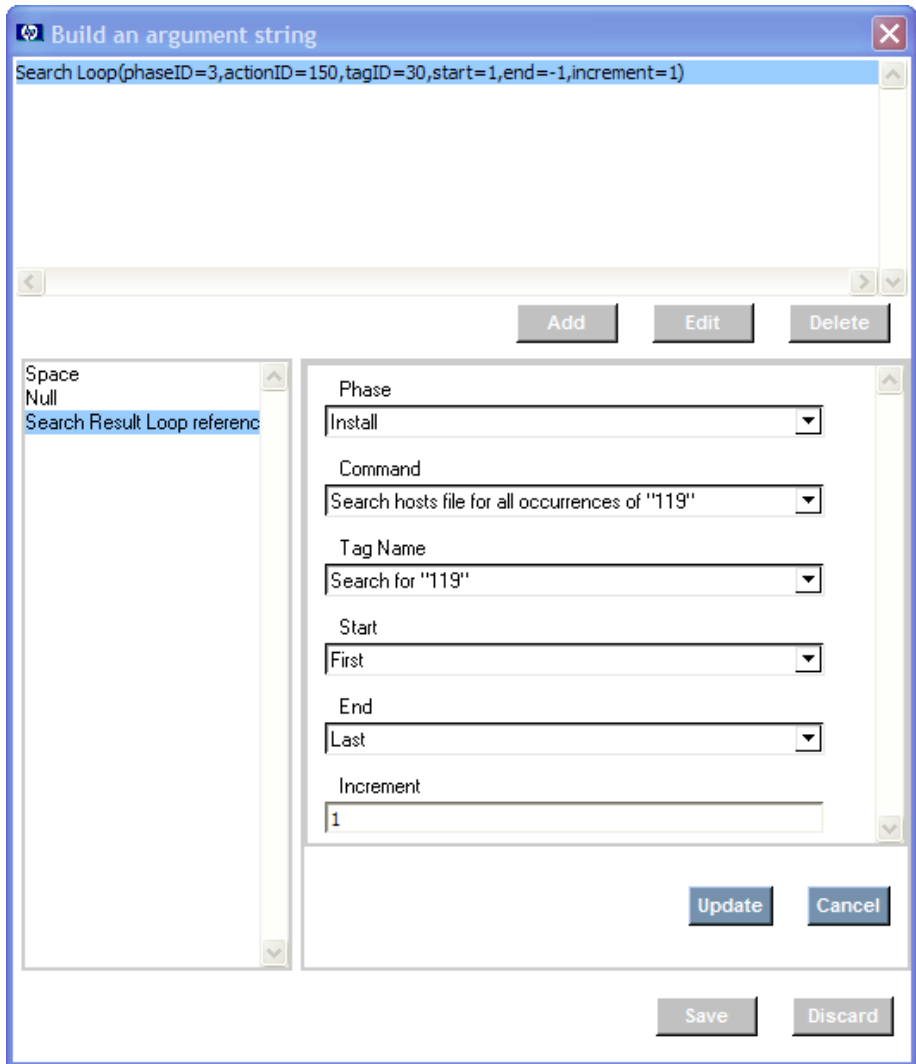 Build an argument string
Search Loop(phaseID=3,actionID=150,tagID=30,start=1,end=-1,increment=1)
Add Edit Delete
Space
Null
Search Result Loop referenc
Phase
Install
Command
Search hosts file for all occurrences of "119"
Tag Name
Search for "119"
Start
First
End
Last
Increment
1
Update Cancel
Save Discard